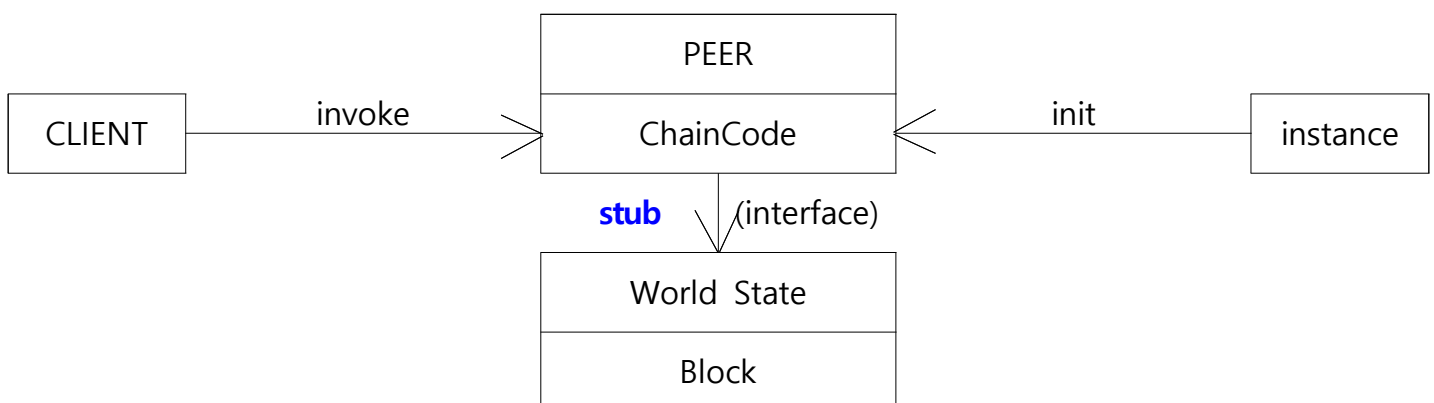 PEER
CLIENT
invoke
ChainCode
init
instance
stub (interface)
World State
Block